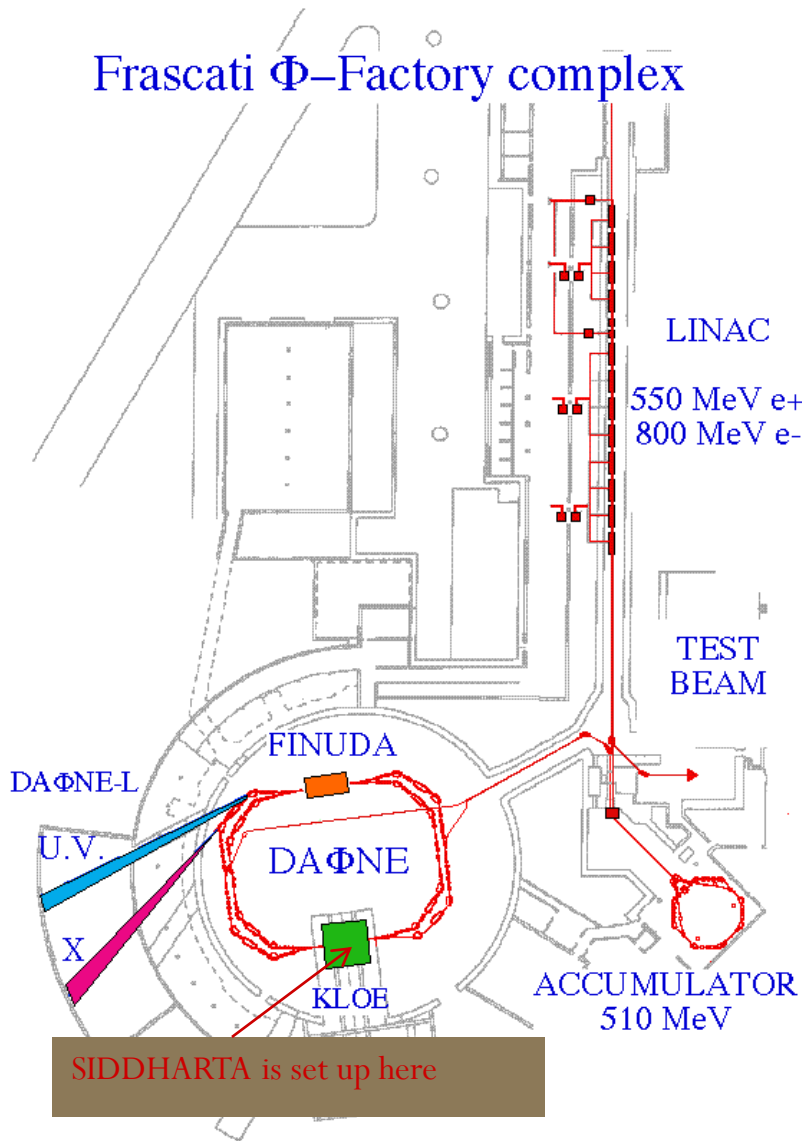 Frascati Φ–Factory complex
LINAC
550 MeV e+
800 MeV e-
TEST
BEAM
FINUDA
DAΦNE-L
U.V.
DAΦNE
X
KLOE
ACCUMULATOR
510 MeV
SIDDHARTA is set up here